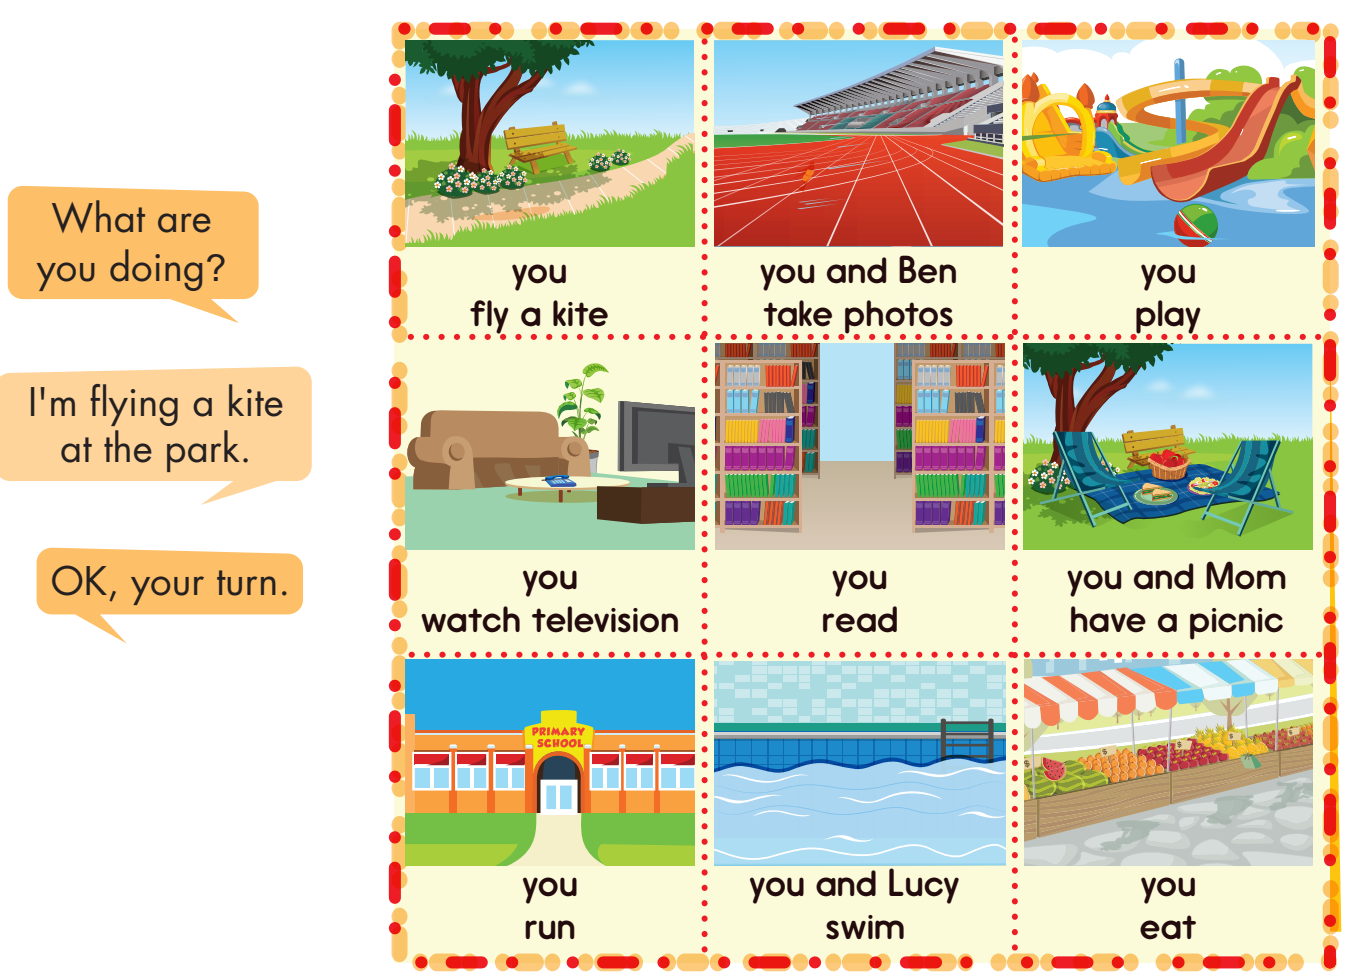 What are
you doing?
I'm flying a kite
at the park.
OK, your turn.
you
fly a kite
you and Ben
take photos
you
play
you
watch television
you
read
you and Mom
have a picnic
PRIMARY
SCHOOL
you
run
you and Lucy
swim
$
$
$
you
eat